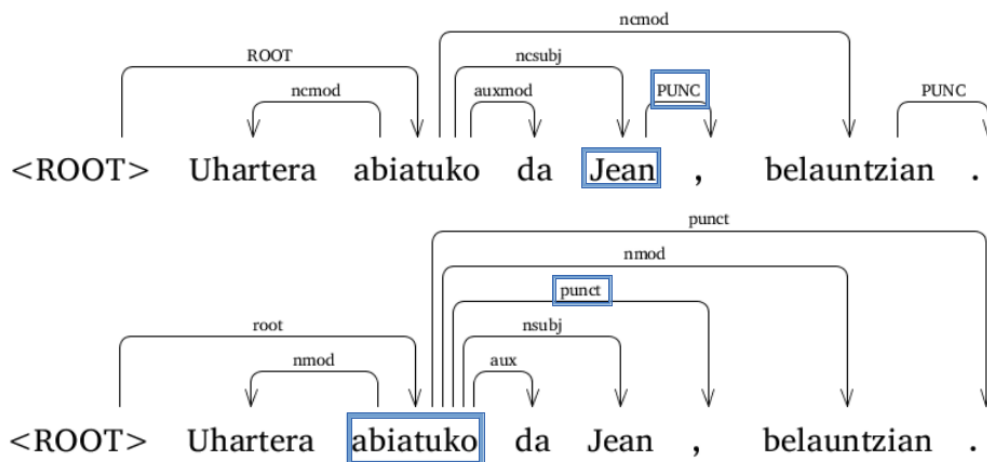 ncmod
ROOT ncsubj
ncmod auxmod PUNC PUNC
<ROOT> Uhartera abiatuko da Jean , belauntzian .
punct
nmod
punct
root nsubj
nmod aux
<ROOT> Uhartera abiatuko da Jean , belauntzian .